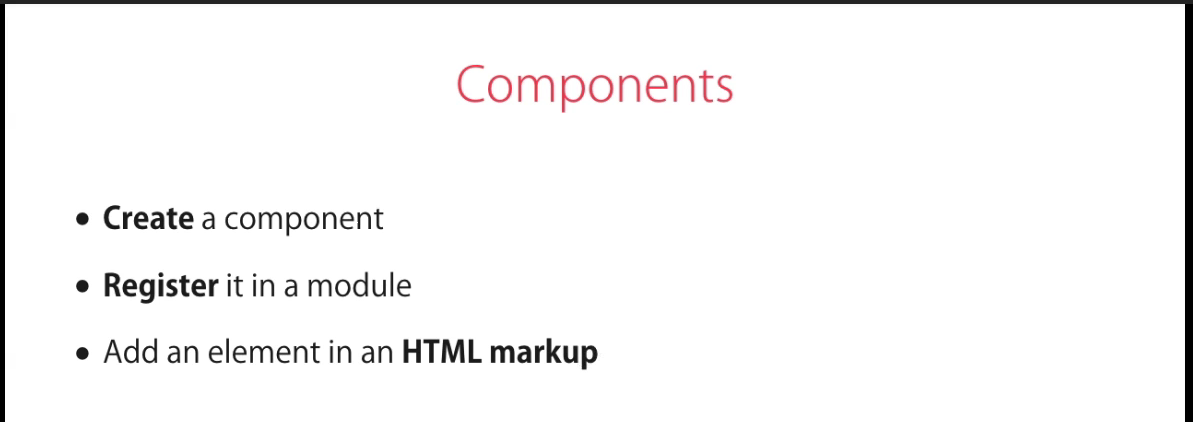 Components
• Create a component
• Register it in a module
• Add an element in an HTML markup